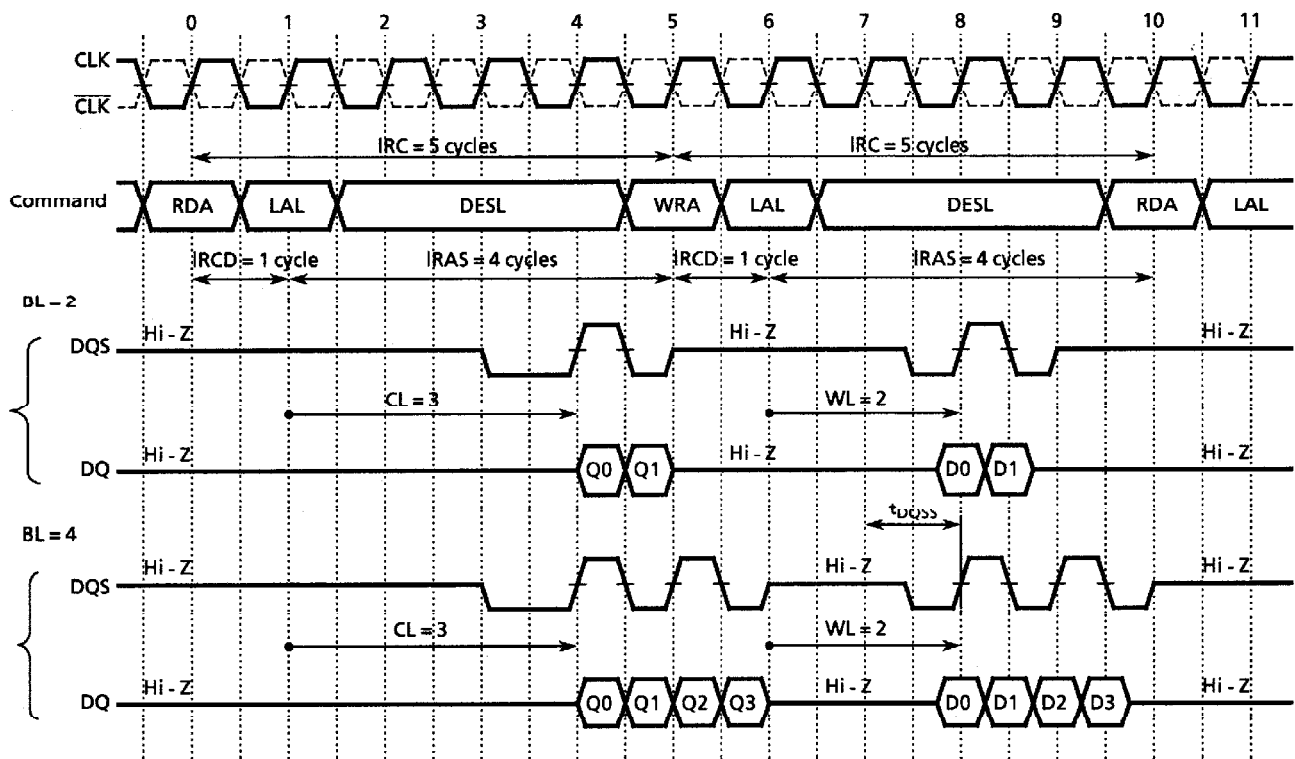 0 1 2 3 4 5 6 7 8 9 10 11
CLK
CLK
IRC = 5 cycles IRC = 5 cycles
Command RDA LAL DESL WRA LAL DESL RDA LAL
IRCD = 1 cycle IRAS = 4 cycles IRCD = 1 cycle IRAS = 4 cycles
BL = 2
Hi - Z Hi - Z Hi - Z
DQS
CL = 3 WL = 2
Hi - Z Hi - Z Hi - Z
DQ Q0 Q1 D0 D1
tDQSS
BL = 4
Hi - Z Hi - Z Hi - Z
DQS
CL = 3 WL = 2
Hi - Z Hi - Z Hi - Z
DQ Q0 Q1 Q2 Q3 D0 D1 D2 D3